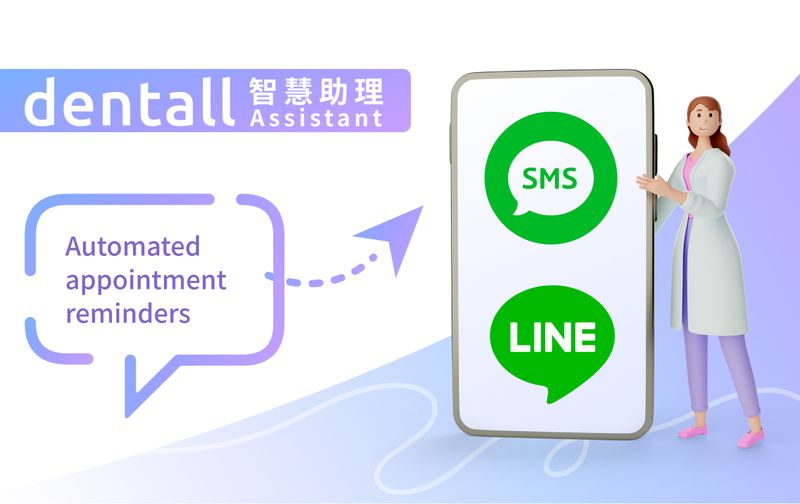 dentall 智慧助理
Assistant
Automated
appointment
reminders
SMS
LINE